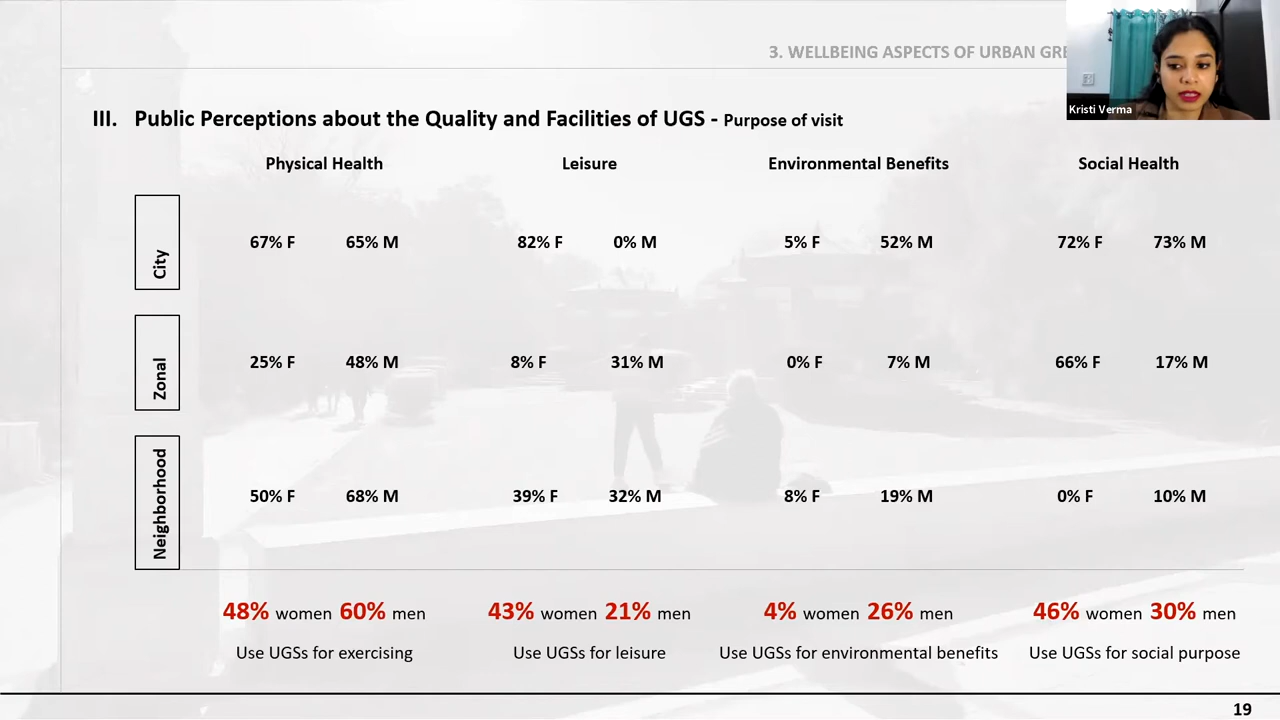 3. WELLBEING ASPECTS OF URBAN
Kristi Verma
III. Public Perceptions about the Quality and Facilities of UGS - Purpose of visit
Physical Health Leisure Environmental Benefits Social Health
City
67% F 65% M 82% F 0% M 5% F 52% M 72% F 73% M
Zonal
25% F 48% M 8% F 31% M 0% F 7% M 66% F 17% M
Neighborhood
50% F 68% M 39% F 32% M 8% F 19% M 0% F 10% M
48% women 60% men 43% women 21% men 4% women 26% men 46% women 30% men
Use UGSs for exercising Use UGSs for leisure Use UGSs for environmental benefits Use UGSs for social purpose
19